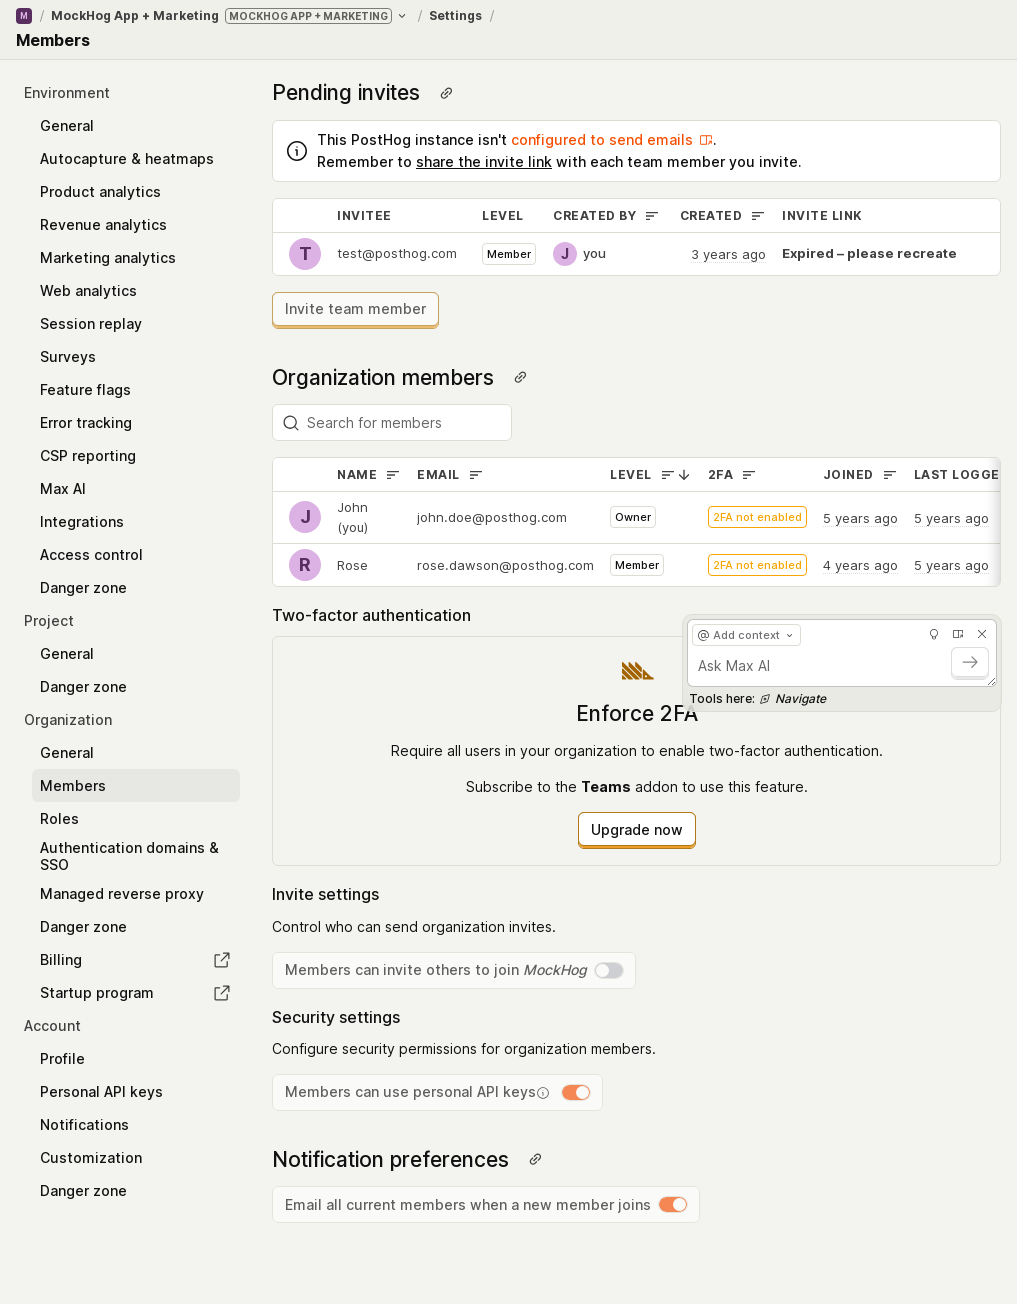 M / MockHog App + Marketing MOCKHOG APP + MARKETING / Settings /
Members
Environment
General
Autocapture & heatmaps
Product analytics
Revenue analytics
Marketing analytics
Web analytics
Session replay
Surveys
Feature flags
Error tracking
CSP reporting
Max AI
Integrations
Access control
Danger zone
Project
General
Danger zone
Organization
General
Members
Roles
Authentication domains &
SSO
Managed reverse proxy
Danger zone
Billing
Startup program
Account
Profile
Personal API keys
Notifications
Customization
Danger zone
Pending invites
This PostHog instance isn't configured to send emails.
Remember to share the invite link with each team member you invite.
INVITEE LEVEL CREATED BY CREATED INVITE LINK
T test@posthog.com Member J you 3 years ago Expired – please recreate
Invite team member
Organization members
Search for members
NAME EMAIL LEVEL 2FA JOINED LAST LOGGE
J John
(you) john.doe@posthog.com Owner 2FA not enabled 5 years ago 5 years ago
R Rose rose.dawson@posthog.com Member 2FA not enabled 4 years ago 5 years ago
Two-factor authentication
@ Add context
Ask Max AI
Tools here: Navigate
Enforce 2FA
Require all users in your organization to enable two-factor authentication.
Subscribe to the Teams addon to use this feature.
Upgrade now
Invite settings
Control who can send organization invites.
Members can invite others to join MockHog
Security settings
Configure security permissions for organization members.
Members can use personal API keys
Notification preferences
Email all current members when a new member joins